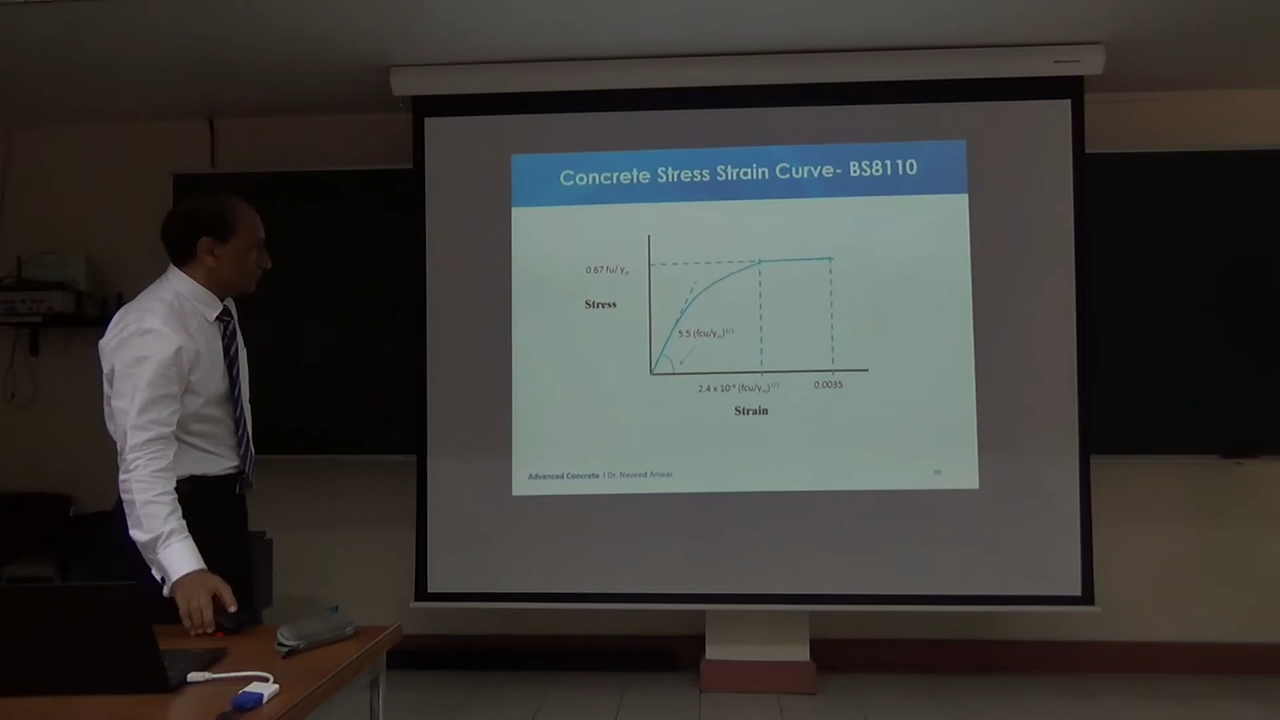 Concrete Stress Strain Curve- BS8110
0.67 fu/ γm
Stress
5.5 (fcu/γm)^1/2
2.4 x 10^-4 (fcu/γm)^1/2
0.0035
Strain
Advanced Concrete I Dr. Naveed Anwar